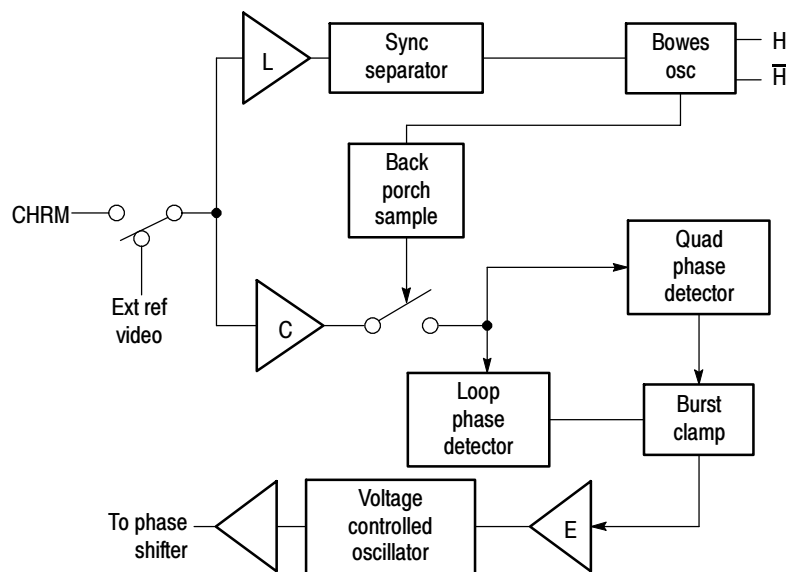 L
Sync
separator
Bowes
osc
H
H̅
Back
porch
sample
CHRM
Ext ref
video
C
Quad
phase
detector
Loop
phase
detector
Burst
clamp
To phase
shifter
Voltage
controlled
oscillator
E